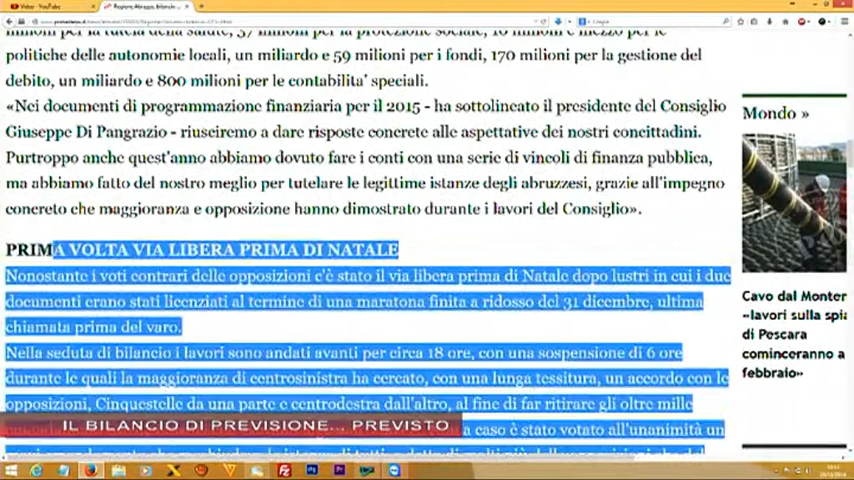 Video - YouTube
Regione Abruzzo, bilancio
milioni per la tutela della salute, 37 milioni per la protezione sociale, 16 milioni e mezzo per le
politiche delle autonomie locali, un miliardo e 59 milioni per i fondi, 170 milioni per la gestione del
debito, un miliardo e 800 milioni per le contabilita' speciali.
«Nei documenti di programmazione finanziaria per il 2015 - ha sottolineato il presidente del Consiglio
Giuseppe Di Pangrazio - riusciremo a dare risposte concrete alle aspettative dei nostri concittadini.
Purtroppo anche quest'anno abbiamo dovuto fare i conti con una serie di vincoli di finanza pubblica,
ma abbiamo fatto del nostro meglio per tutelare le legittime istanze degli abruzzesi, grazie all'impegno
concreto che maggioranza e opposizione hanno dimostrato durante i lavori del Consiglio».
PRIMA VOLTA VIA LIBERA PRIMA DI NATALE
Nonostante i voti contrari delle opposizioni c'è stato il via libera prima di Natale dopo lustri in cui i due
documenti erano stati licenziati al termine di una maratona finita a ridosso del 31 dicembre, ultima
chiamata prima del varo.
Nella seduta di bilancio i lavori sono andati avanti per circa 18 ore, con una sospensione di 6 ore
durante le quali la maggioranza di centrosinistra ha cercato, con una lunga tessitura, un accordo con le
opposizioni, Cinquestelle da una parte e centrodestra dall'altro, al fine di far ritirare gli oltre mille
a caso è stato votato all'unanimità un
IL BILANCIO DI PREVISIONE... PREVISTO
Mondo »
Cavo dal Monten
«lavori sulla spia
di Pescara
cominceranno a
febbraio»